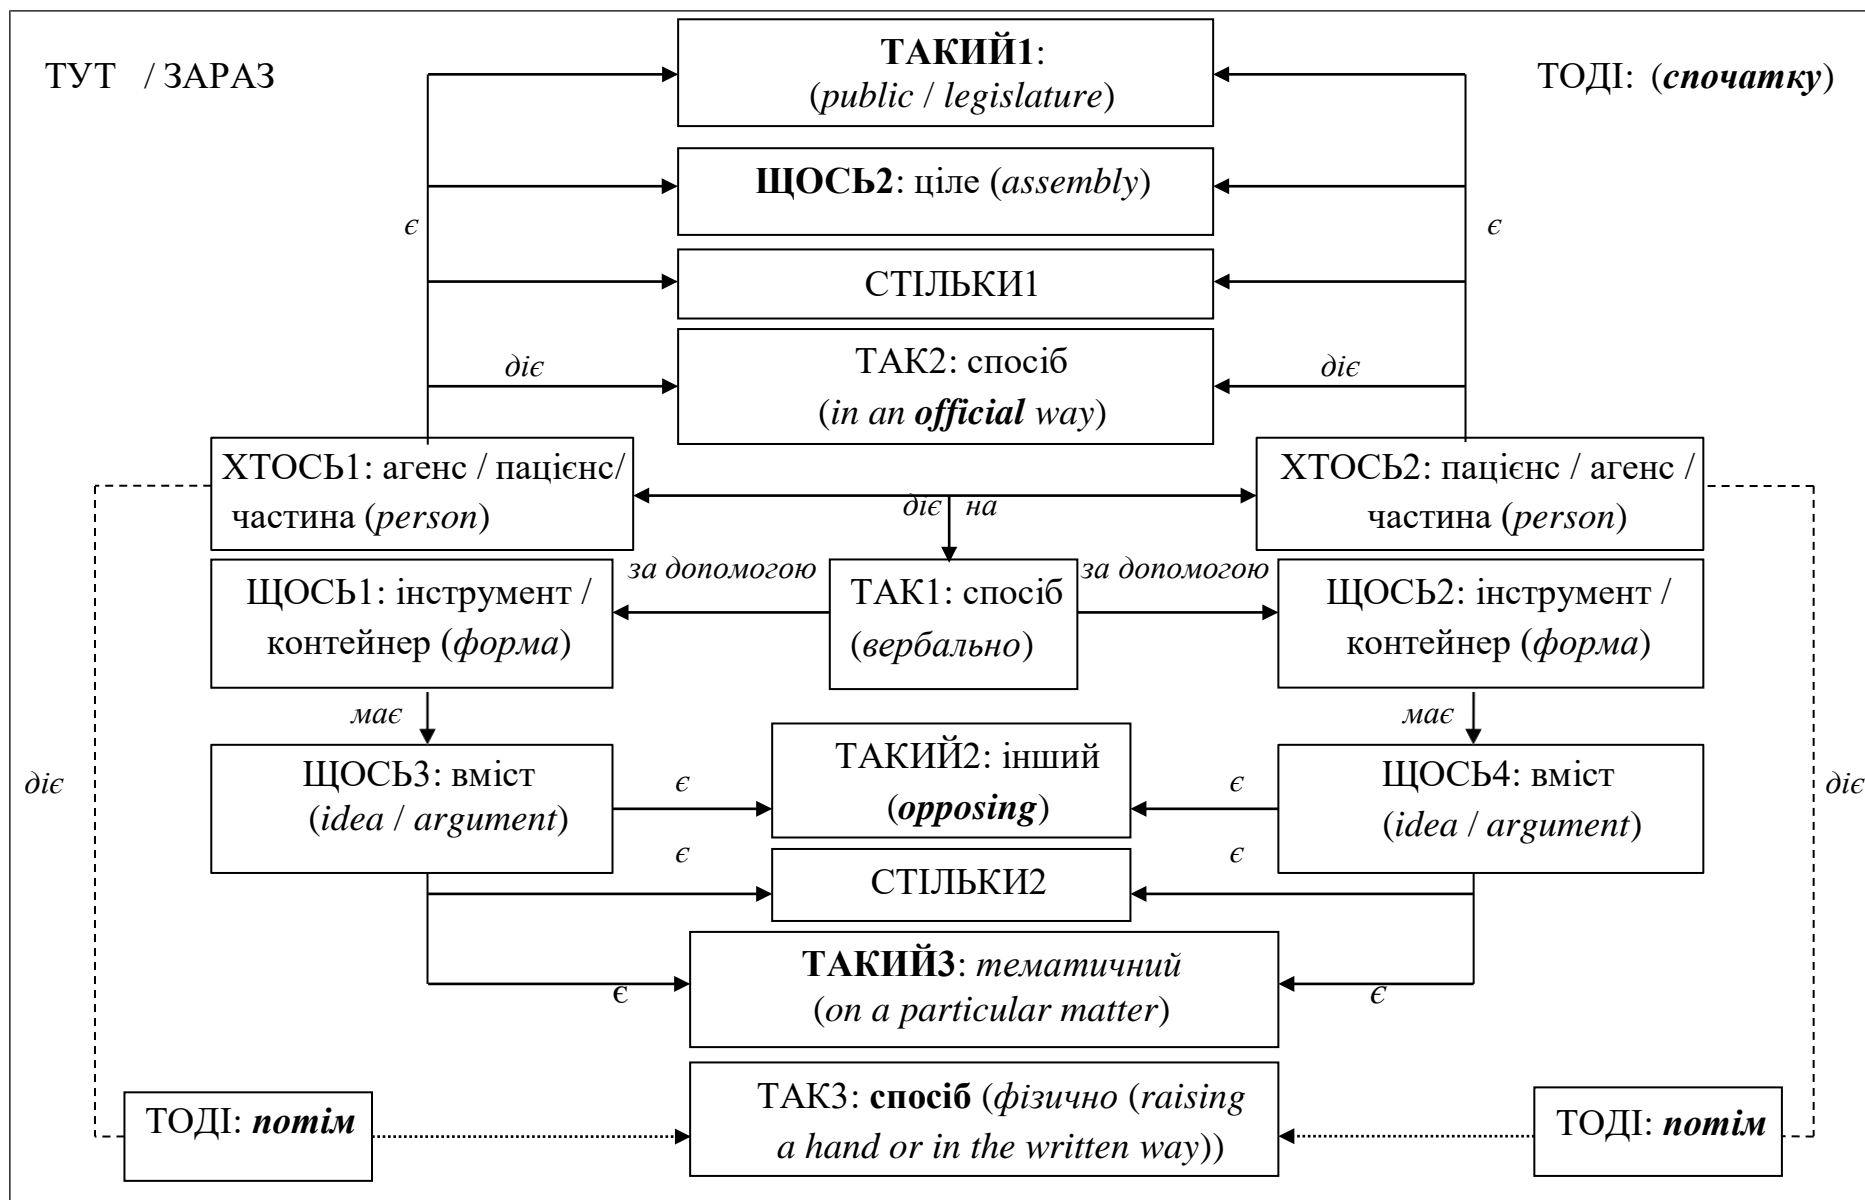 ТАКИЙ1:
(public / legislature)
ТУТ / ЗАРАЗ
ТОДІ: (спочатку)
ЩОСЬ2: ціле (assembly)
є
є
СТІЛЬКИ1
ТАК2: спосіб
(in an official way)
діє
діє
ХТОСЬ1: агенс / пацієнс/
частина (person)
ХТОСЬ2: пацієнс / агенс /
частина (person)
діє на
за допомогою
за допомогою
ЩОСЬ1: інструмент /
контейнер (форма)
ТАК1: спосіб
(вербально)
ЩОСЬ2: інструмент /
контейнер (форма)
має
має
ЩОСЬ3: вміст
(idea / argument)
є
ТАКИЙ2: інший
(opposing)
є
ЩОСЬ4: вміст
(idea / argument)
діє
діє
є
СТІЛЬКИ2
є
ТАКИЙ3: тематичний
(on a particular matter)
є
є
ТАК3: спосіб (фізично (raising
a hand or in the written way))
ТОДІ: потім
ТОДІ: потім